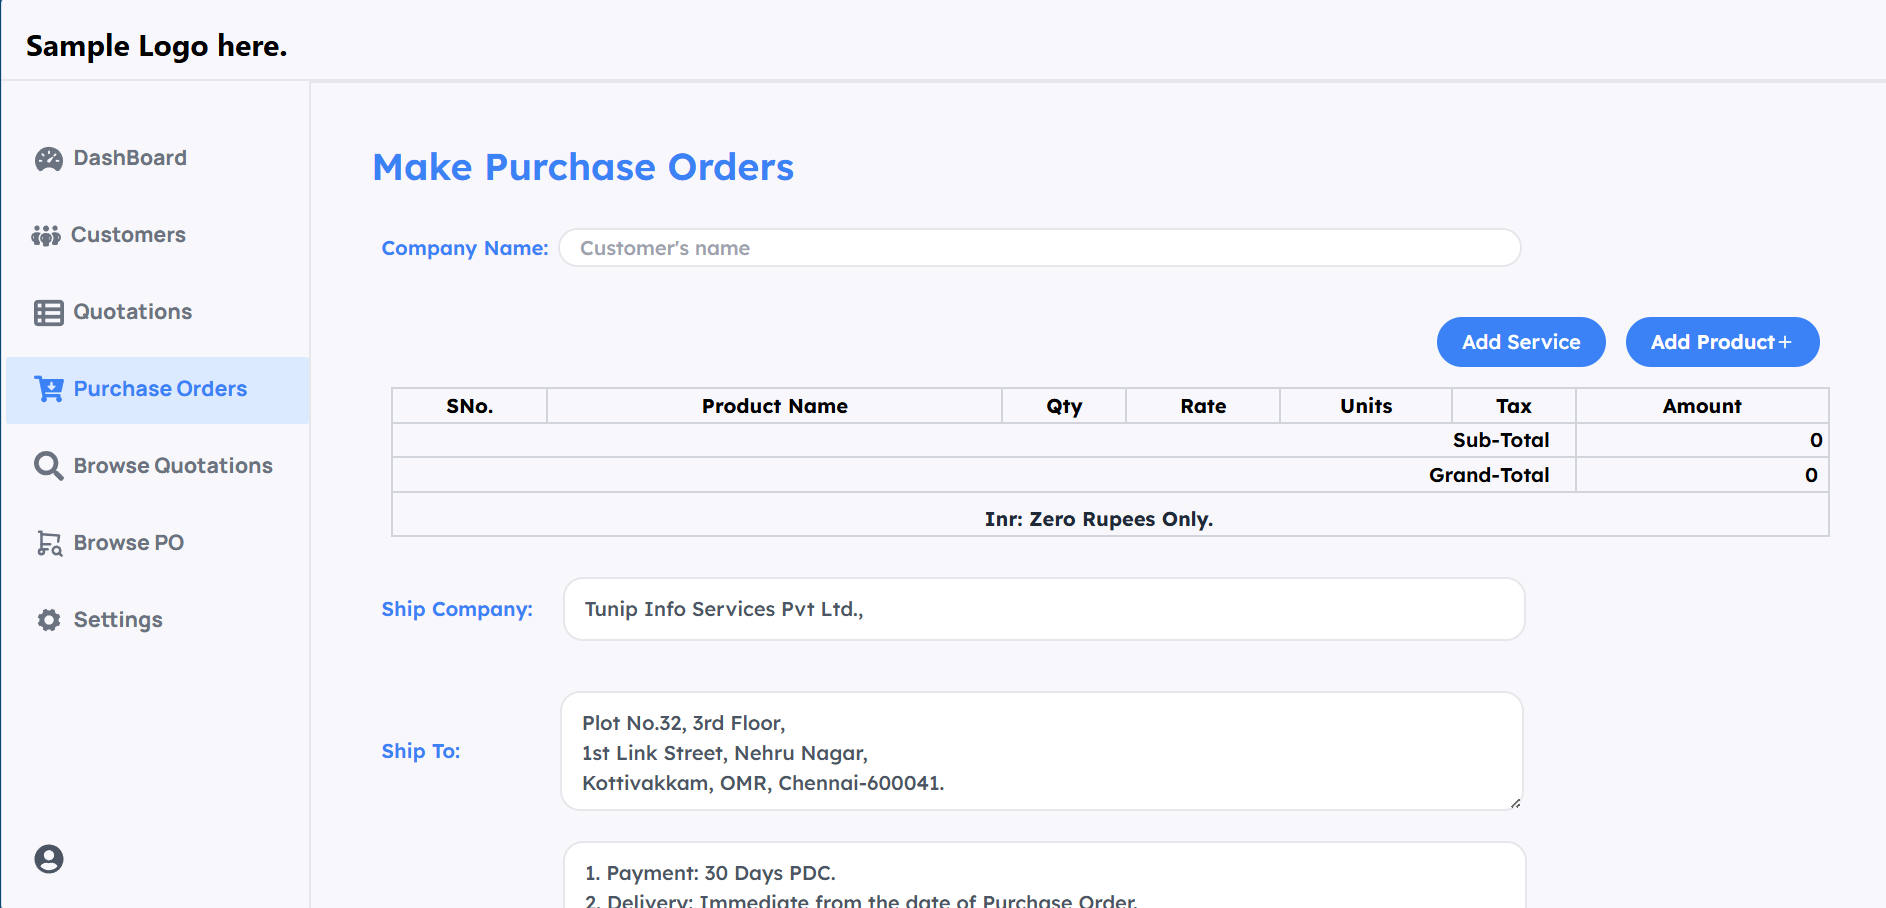 Sample Logo here.
DashBoard
Customers
Quotations
Purchase Orders
Browse Quotations
Browse PO
Settings
Make Purchase Orders
Company Name: Customer's name
Add Service Add Product+
SNo. Product Name Qty Rate Units Tax Amount
Sub-Total 0
Grand-Total 0
Inr: Zero Rupees Only.
Ship Company: Tunip Info Services Pvt Ltd.,
Ship To:
Plot No.32, 3rd Floor,
1st Link Street, Nehru Nagar,
Kottivakkam, OMR, Chennai-600041.
1. Payment: 30 Days PDC.
2. Delivery: Immediate from the date of Purchase Order.